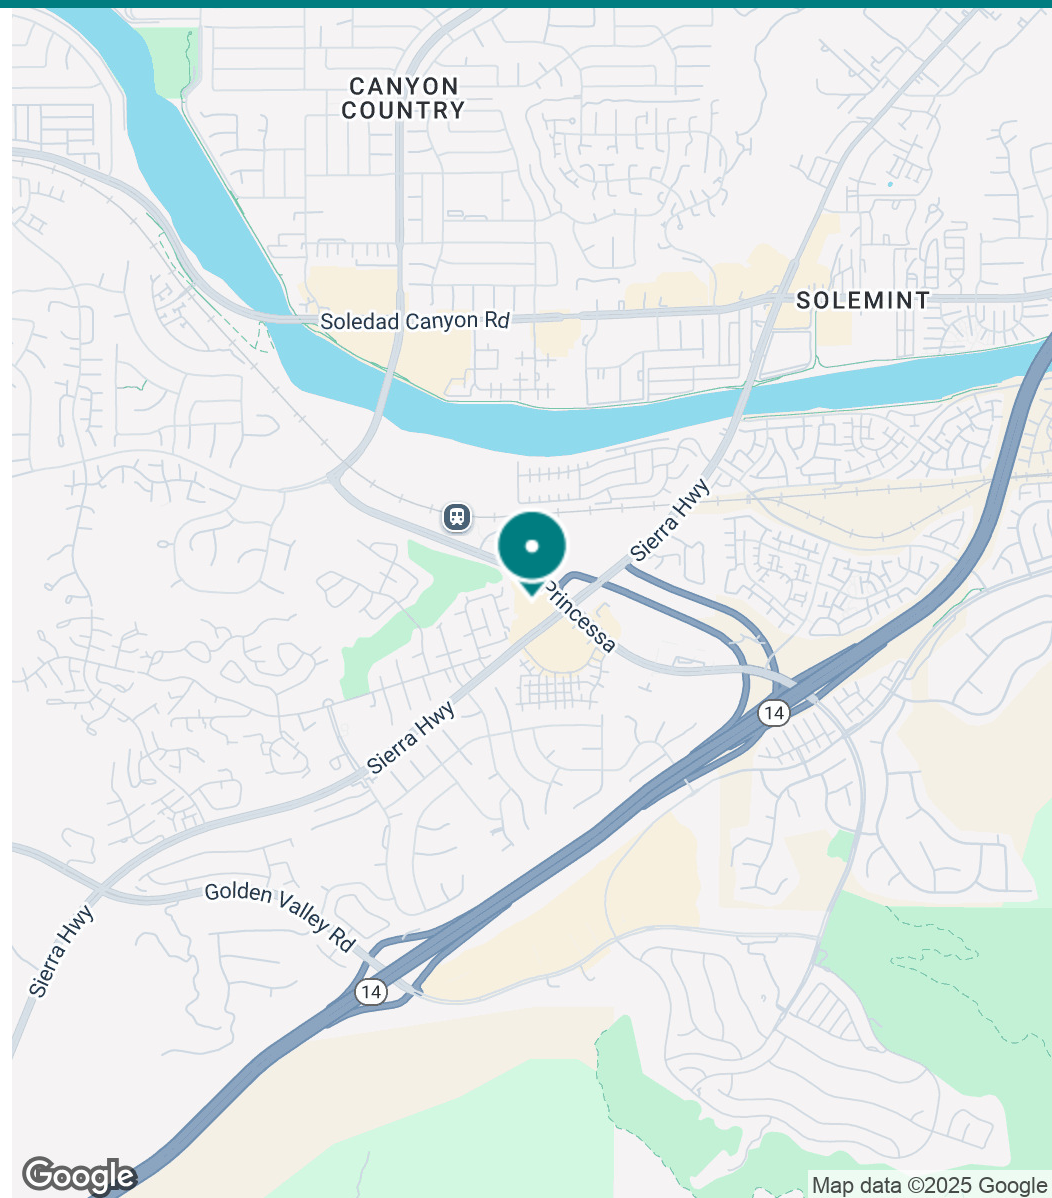 CANYON
COUNTRY
SOLEMINT
Soledad Canyon Rd
Sierra Hwy
Princessa
14
Sierra Hwy
Golden Valley Rd
Sierra Hwy
14
Google
Map data ©2025 Google